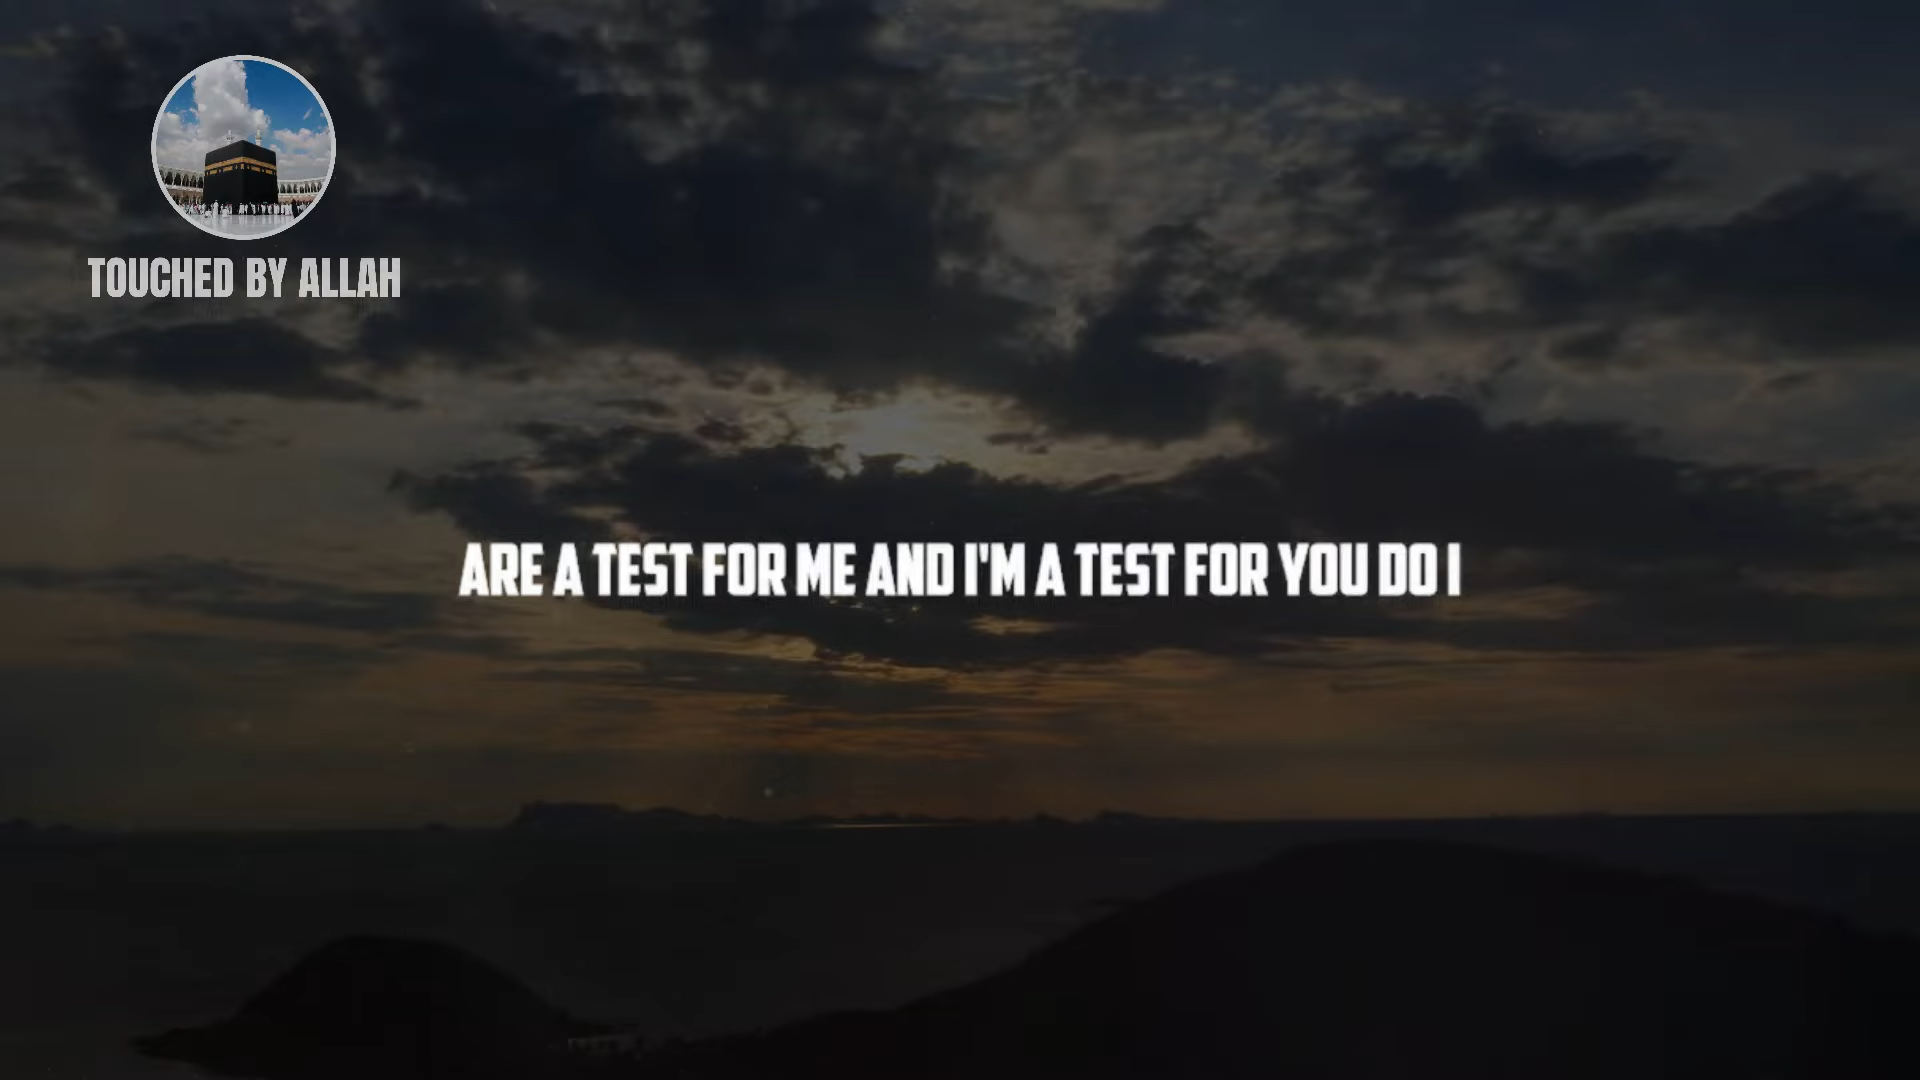 TOUCHED BY ALLAH
ARE A TEST FOR ME AND I'M A TEST FOR YOU DO I